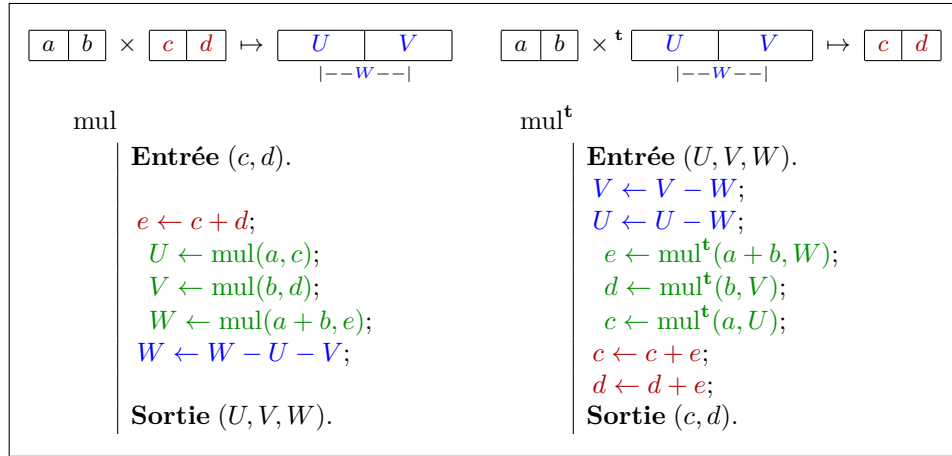 a b × c d ↦ U V
|−−W−−|
mul
Entrée (c, d).
e ← c + d;
U ← mul(a, c);
V ← mul(b, d);
W ← mul(a + b, e);
W ← W − U − V;
Sortie (U, V, W).
a b ×ᵗ U V ↦ c d
|−−W−−|
mulᵗ
Entrée (U, V, W).
V ← V − W;
U ← U − W;
e ← mulᵗ(a + b, W);
d ← mulᵗ(b, V);
c ← mulᵗ(a, U);
c ← c + e;
d ← d + e;
Sortie (c, d).